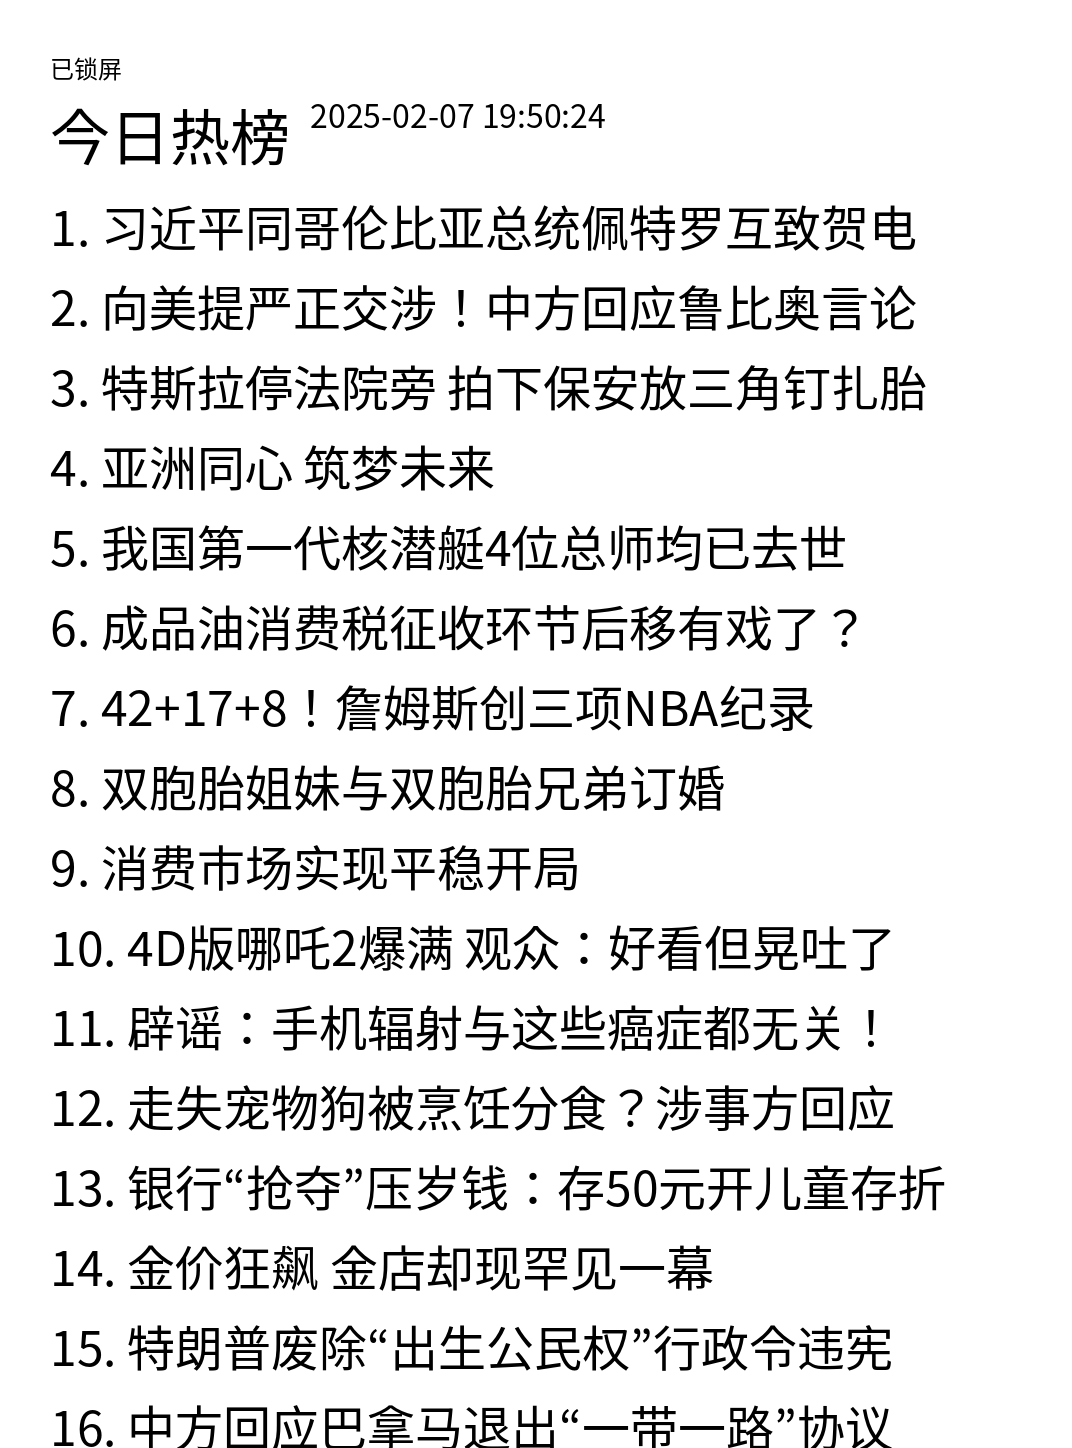 已锁屏
今日热榜 2025-02-07 19:50:24
1. 习近平同哥伦比亚总统佩特罗互致贺电
2. 向美提严正交涉！中方回应鲁比奥言论
3. 特斯拉停法院旁 拍下保安放三角钉扎胎
4. 亚洲同心 筑梦未来
5. 我国第一代核潜艇4位总师均已去世
6. 成品油消费税征收环节后移有戏了？
7. 42+17+8！詹姆斯创三项NBA纪录
8. 双胞胎姐妹与双胞胎兄弟订婚
9. 消费市场实现平稳开局
10. 4D版哪吒2爆满 观众：好看但晃吐了
11. 辟谣：手机辐射与这些癌症都无关！
12. 走失宠物狗被烹饪分食？涉事方回应
13. 银行“抢夺”压岁钱：存50元开儿童存折
14. 金价狂飙 金店却现罕见一幕
15. 特朗普废除“出生公民权”行政令违宪
16. 中方回应巴拿马退出“一带一路”协议